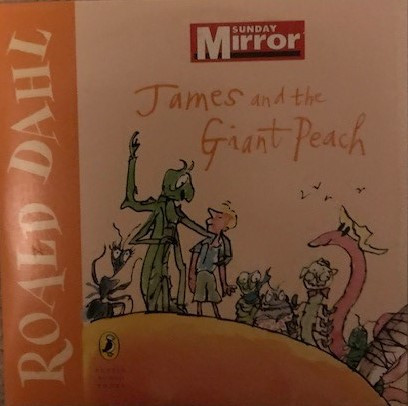 ROALD DAHL
SUNDAY
Mirror
James and the
Giant Peach